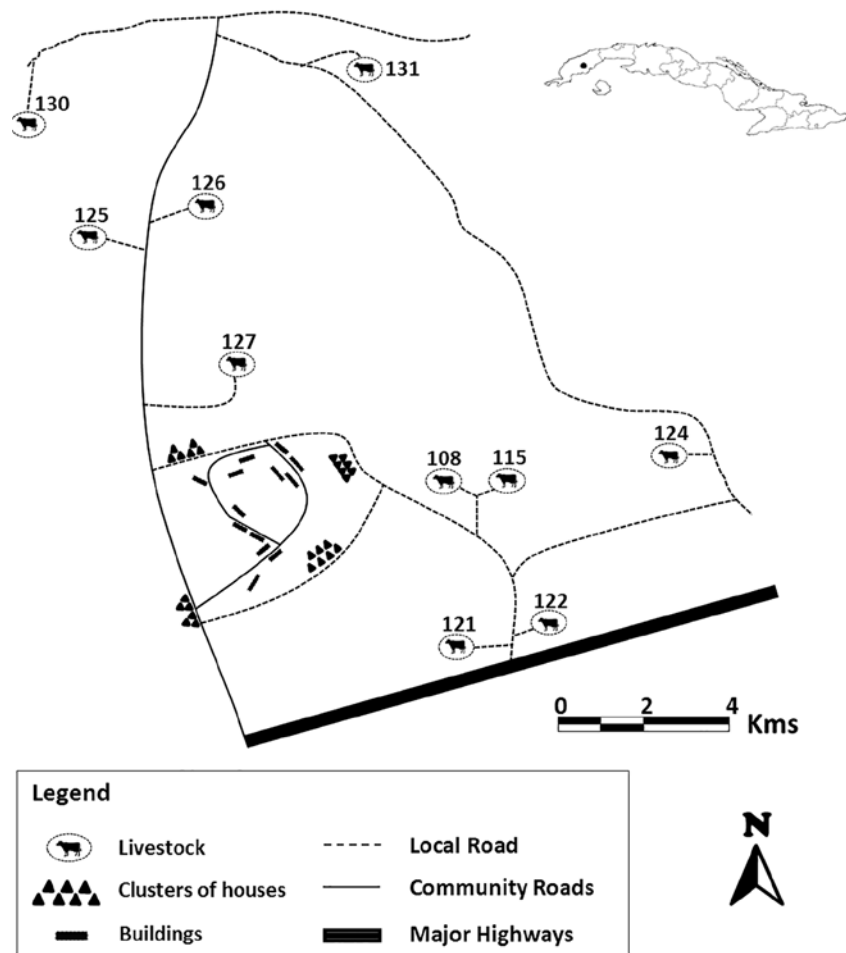 131
130
126
125
127
124
108 115
122
121
0 2 4
Kms
Legend
Livestock
Local Road
Clusters of houses
Community Roads
Buildings
Major Highways
N